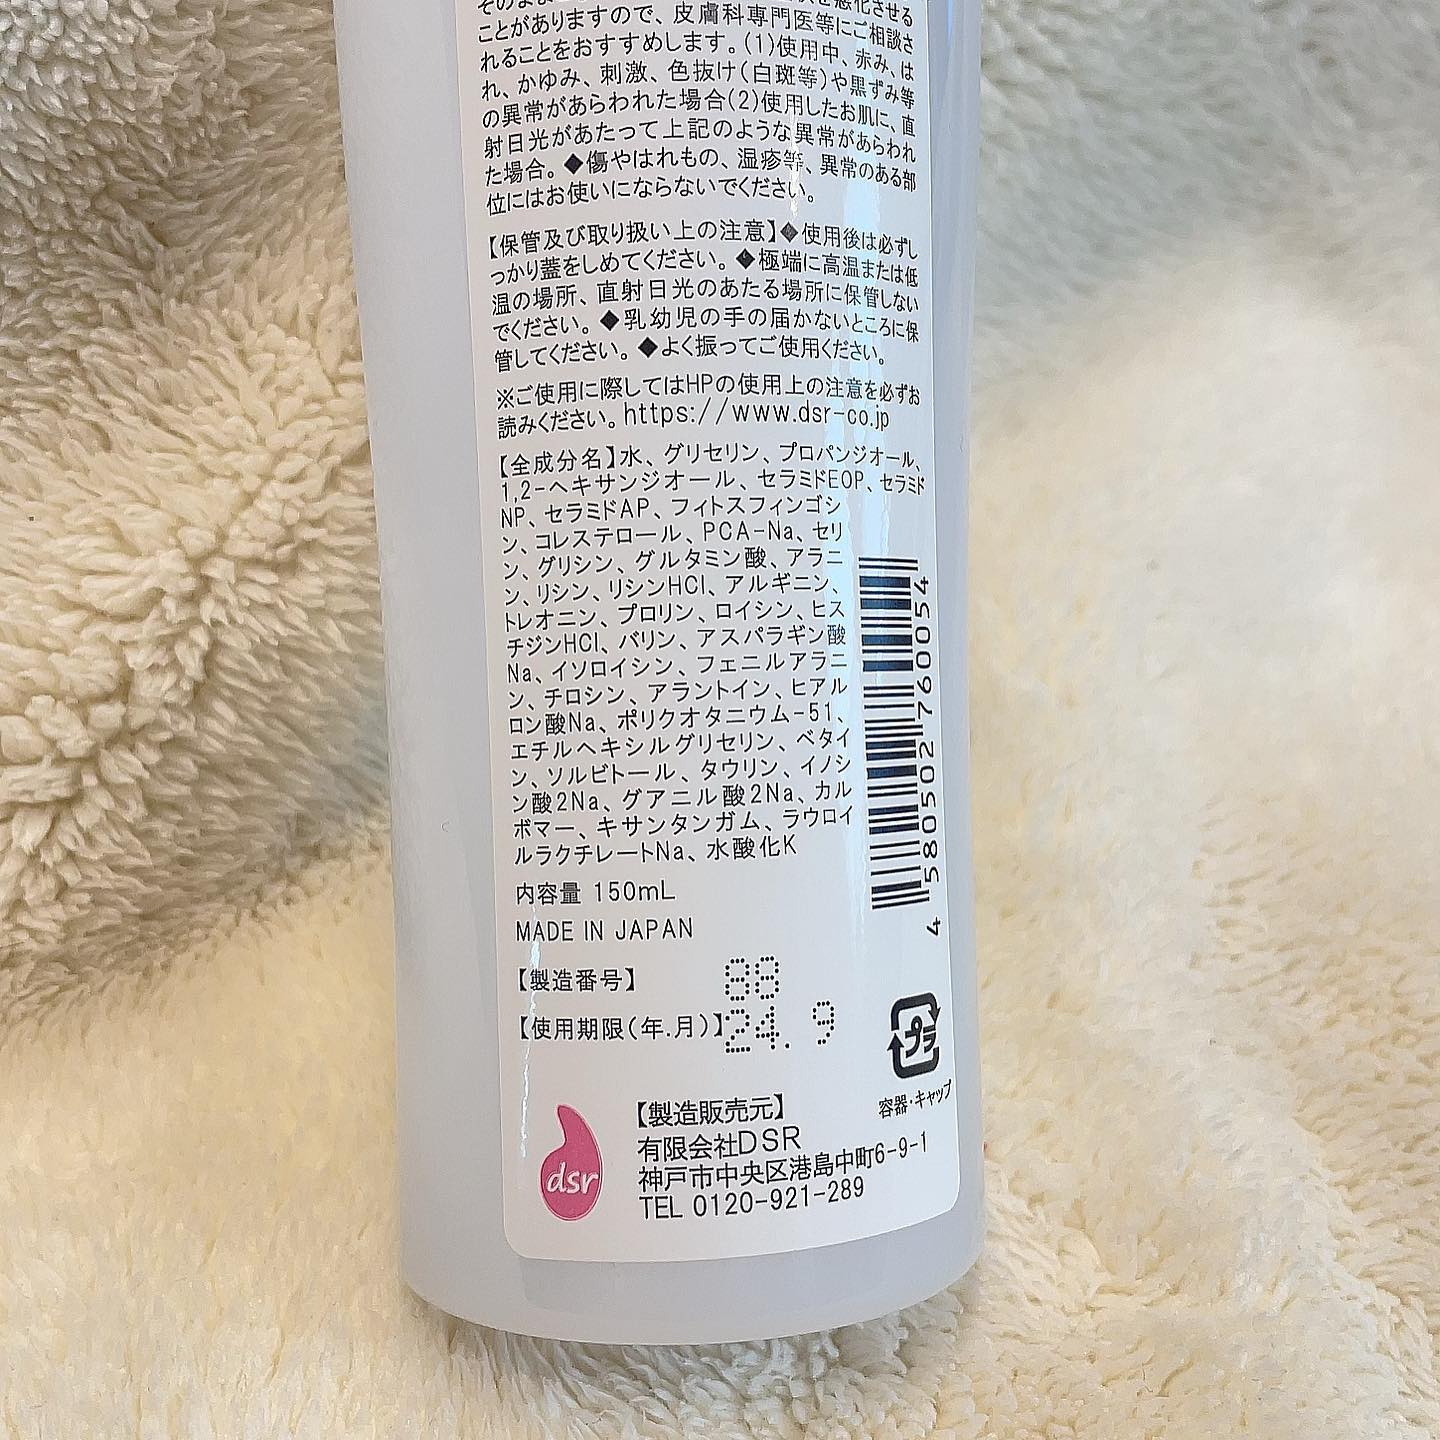 ことがありますので、皮膚科専門医等にご相談さ
れることをおすすめします。(1)使用中、赤み、は
れ、かゆみ、刺激、色抜け(白斑等)や黒ずみ等
の異常があらわれた場合(2)使用したお肌に、直
射日光があたって上記のような異常があらわれ
た場合。◆傷やはれもの、湿疹等、異常のある部
位にはお使いにならないでください。
【保管及び取り扱い上の注意】◆使用後は必ずし
っかり蓋をしめてください。◆極端に高温または低
温の場所、直射日光のあたる場所に保管しない
でください。◆乳幼児の手の届かないところに保
管してください。◆よく振ってご使用ください。
※ご使用に際してはHPの使用上の注意を必ずお
読みください。https://www.dsr-co.jp
【全成分名】水、グリセリン、プロパンジオール、
1,2-ヘキサンジオール、セラミドEOP、セラミド
NP、セラミドAP、フィトスフィンゴシ
ン、コレステロール、PCA-Na、セリ
ン、グリシン、グルタミン酸、アラニ
ン、リシン、リシンHCl、アルギニン、
トレオニン、プロリン、ロイシン、ヒス
チジンHCl、バリン、アスパラギン酸
Na、イソロイシン、フェニルアラニ
ン、チロシン、アラントイン、ヒアル
ロン酸Na、ポリクオタニウム-51、
エチルヘキシルグリセリン、ベタイ
ン、ソルビトール、タウリン、イノシ
ン酸2Na、グアニル酸2Na、カル
ボマー、キサンタンガム、ラウロイ
ルラクチレートNa、水酸化K
4 580502 760054
内容量 150mL
MADE IN JAPAN
【製造番号】 88
【使用期限(年.月)】24. 9
プラ
容器・キャップ
dsr
【製造販売元】
有限会社DSR
神戸市中央区港島中町6-9-1
TEL 0120-921-289